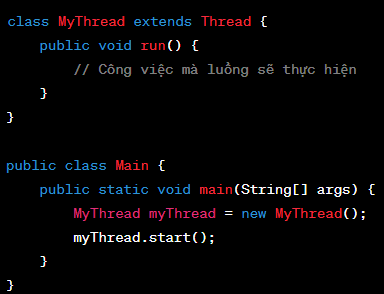 class MyThread extends Thread {
    public void run() {
        // Công việc mà luồng sẽ thực hiện
    }
}

public class Main {
    public static void main(String[] args) {
        MyThread myThread = new MyThread();
        myThread.start();
    }
}